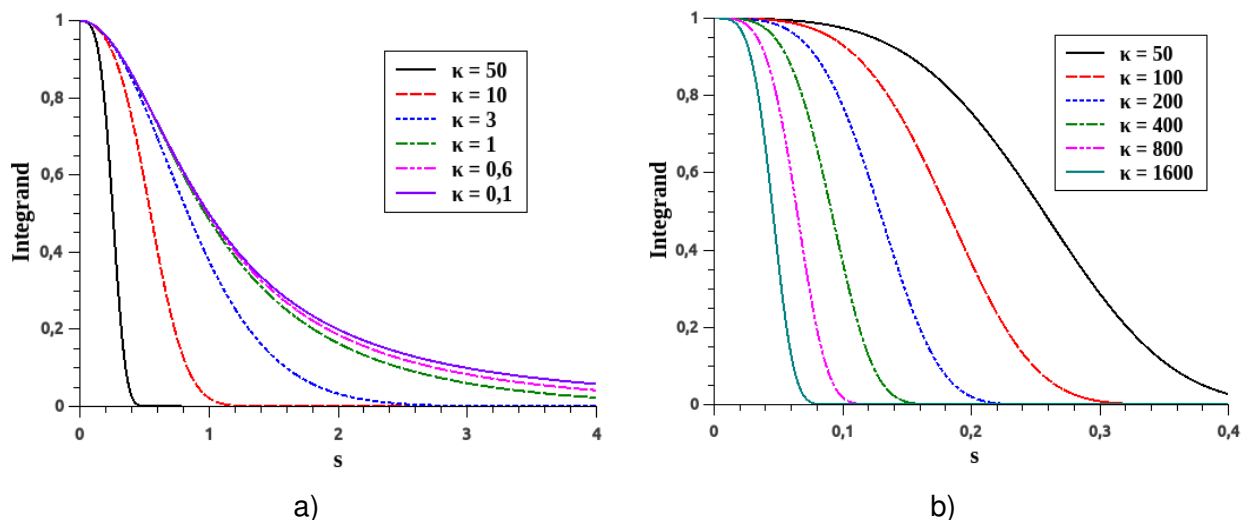 1
0,8
0,6
0,4
0,2
0
Integrand
0 1 2 3 4
s
κ = 50
κ = 10
κ = 3
κ = 1
κ = 0,6
κ = 0,1
a)
1
0,8
0,6
0,4
0,2
0
Integrand
0 0,1 0,2 0,3 0,4
s
κ = 50
κ = 100
κ = 200
κ = 400
κ = 800
κ = 1600
b)